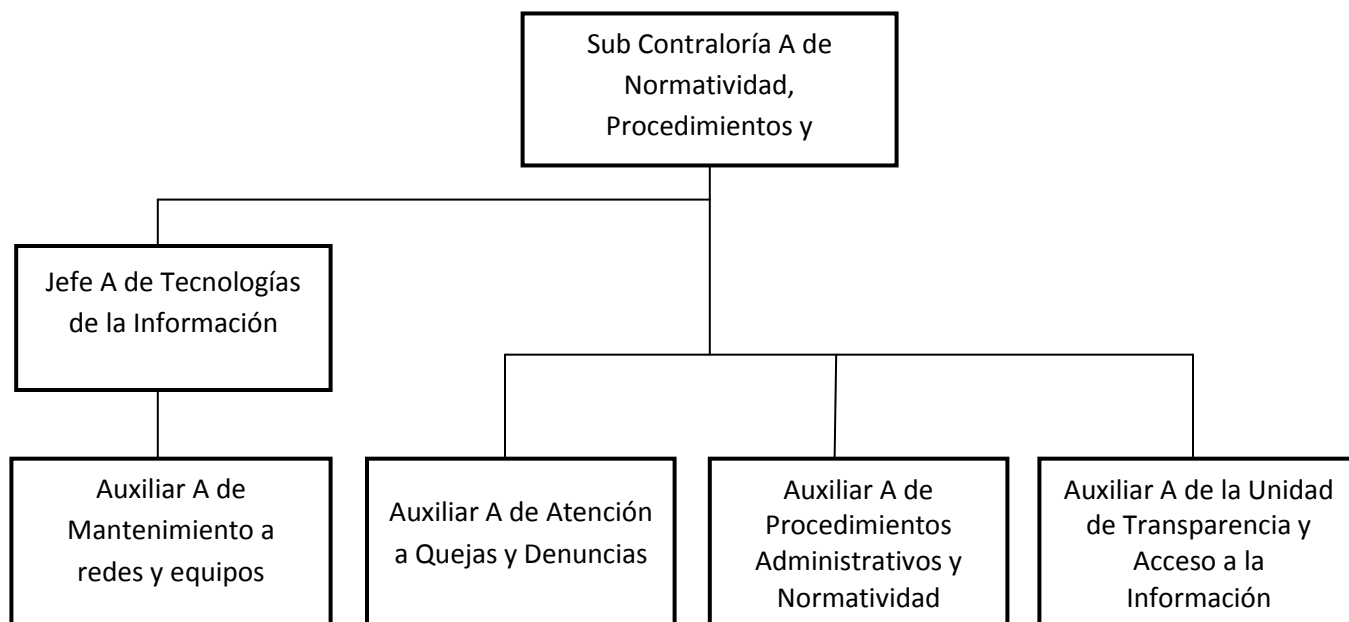 Sub Contraloría A de
Normatividad,
Procedimientos y
Jefe A de Tecnologías
de la Información
Auxiliar A de
Mantenimiento a
redes y equipos
Auxiliar A de Atención
a Quejas y Denuncias
Auxiliar A de
Procedimientos
Administrativos y
Normatividad
Auxiliar A de la Unidad
de Transparencia y
Acceso a la
Información